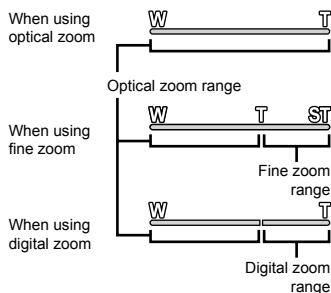 When using
optical zoom
W T
Optical zoom range
When using
fine zoom
W T ST
Fine zoom
range
When using
digital zoom
W T
Digital zoom
range